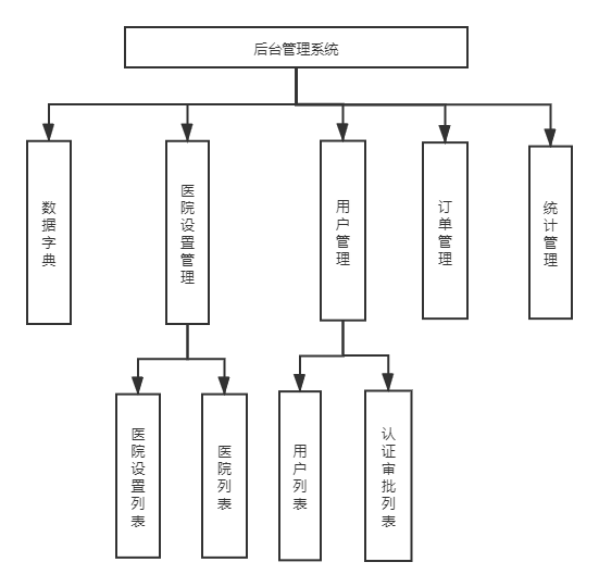 后台管理系统
数据字典
医院设置管理
用户管理
订单管理
统计管理
医院设置列表
医院列表
用户列表
认证审批列表